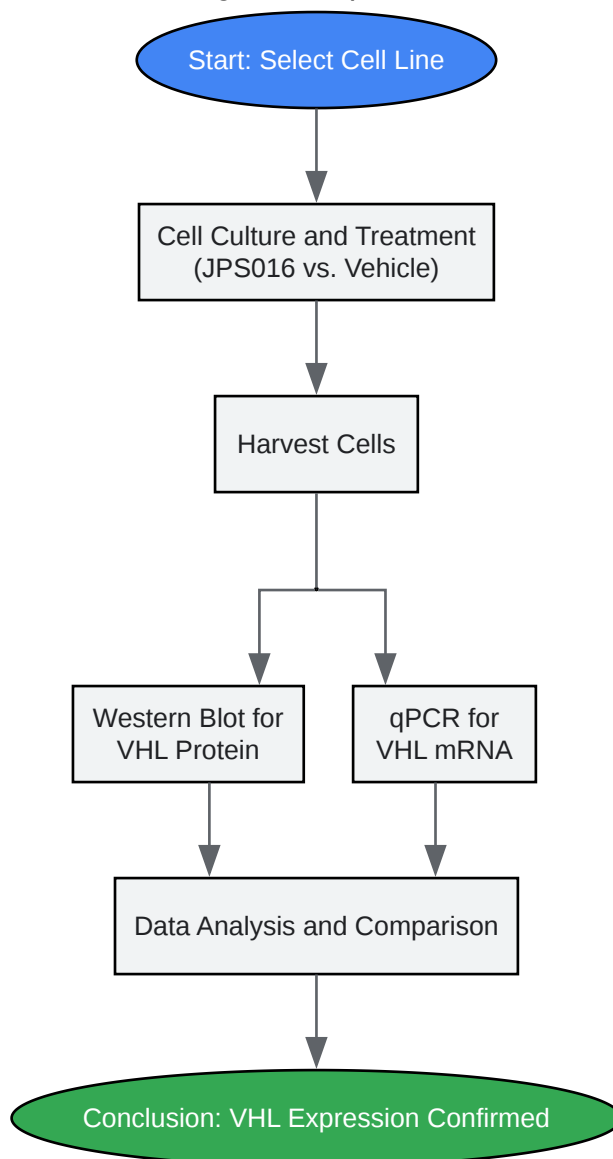 Start: Select Cell Line
Cell Culture and Treatment
(JPS016 vs. Vehicle)
Harvest Cells
Western Blot for
VHL Protein
qPCR for
VHL mRNA
Data Analysis and Comparison
Conclusion: VHL Expression Confirmed